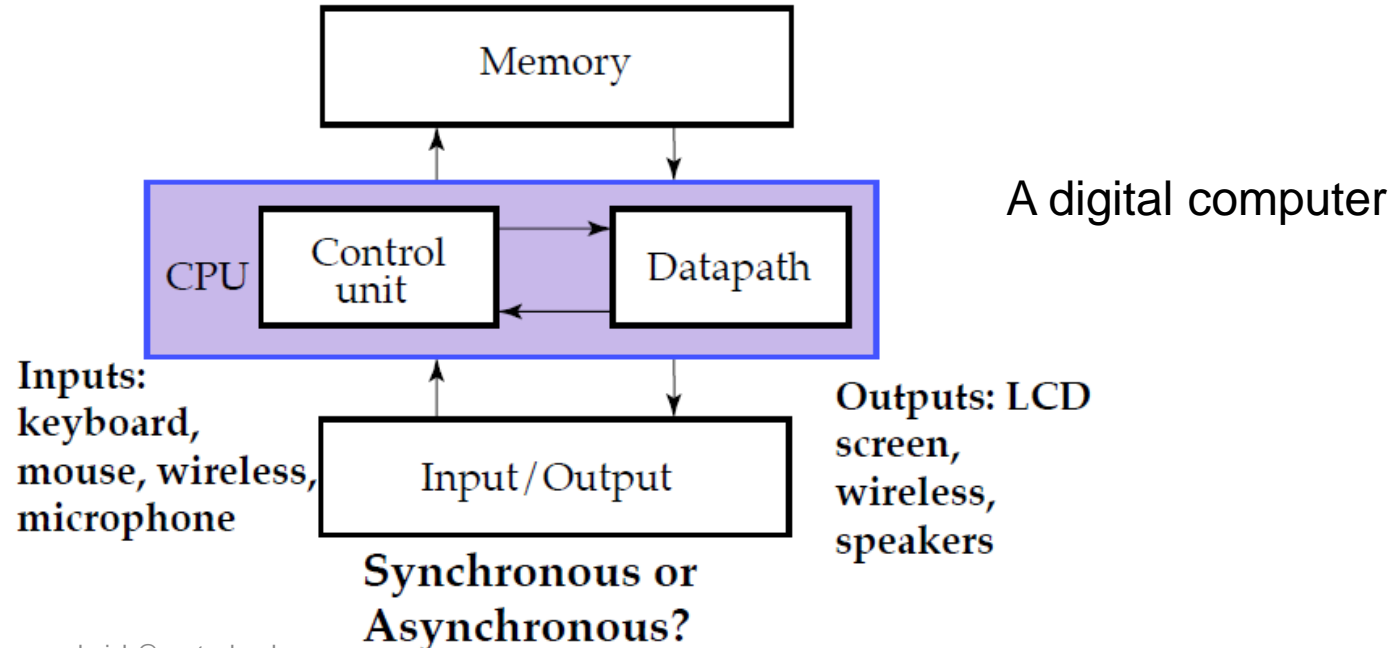 Memory
A digital computer
CPU
Control
unit
Datapath
Inputs:
keyboard,
mouse, wireless,
microphone
Input/Output
Outputs: LCD
screen,
wireless,
speakers
Synchronous or
Asynchronous?